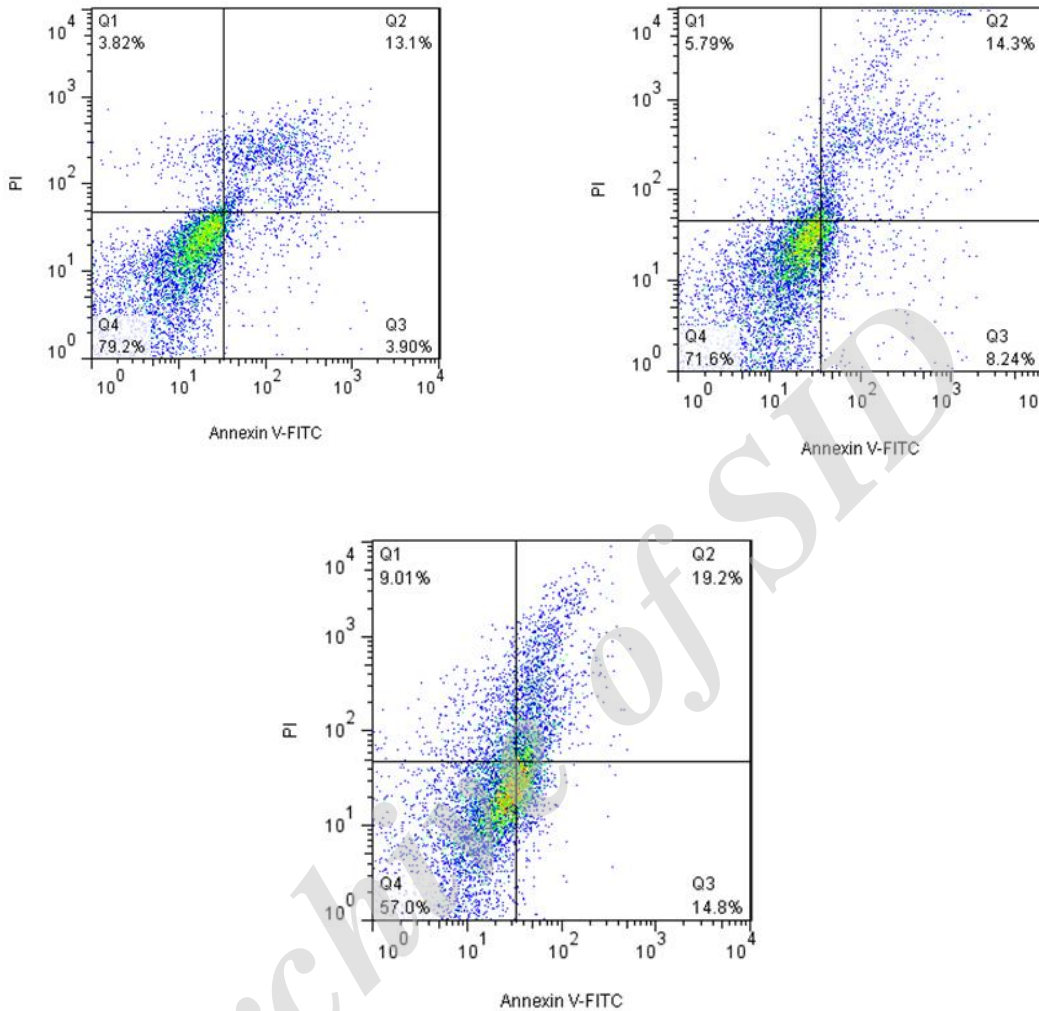 10^4
10^3
10^2
10^1
10^0
PI
Q1
3.82%
Q2
13.1%
Q4
79.2%
Q3
3.90%
10^0 10^1 10^2 10^3 10^4
Annexin V-FITC
10^4
10^3
10^2
10^1
10^0
PI
Q1
5.79%
Q2
14.3%
Q4
71.6%
Q3
8.24%
10^0 10^1 10^2 10^3 10
Annexin V-FITC
10^4
10^3
10^2
10^1
10^0
PI
Q1
9.01%
Q2
19.2%
Q4
57.0%
Q3
14.8%
10^0 10^1 10^2 10^3 10^4
Annexin V-FITC
chive of SID